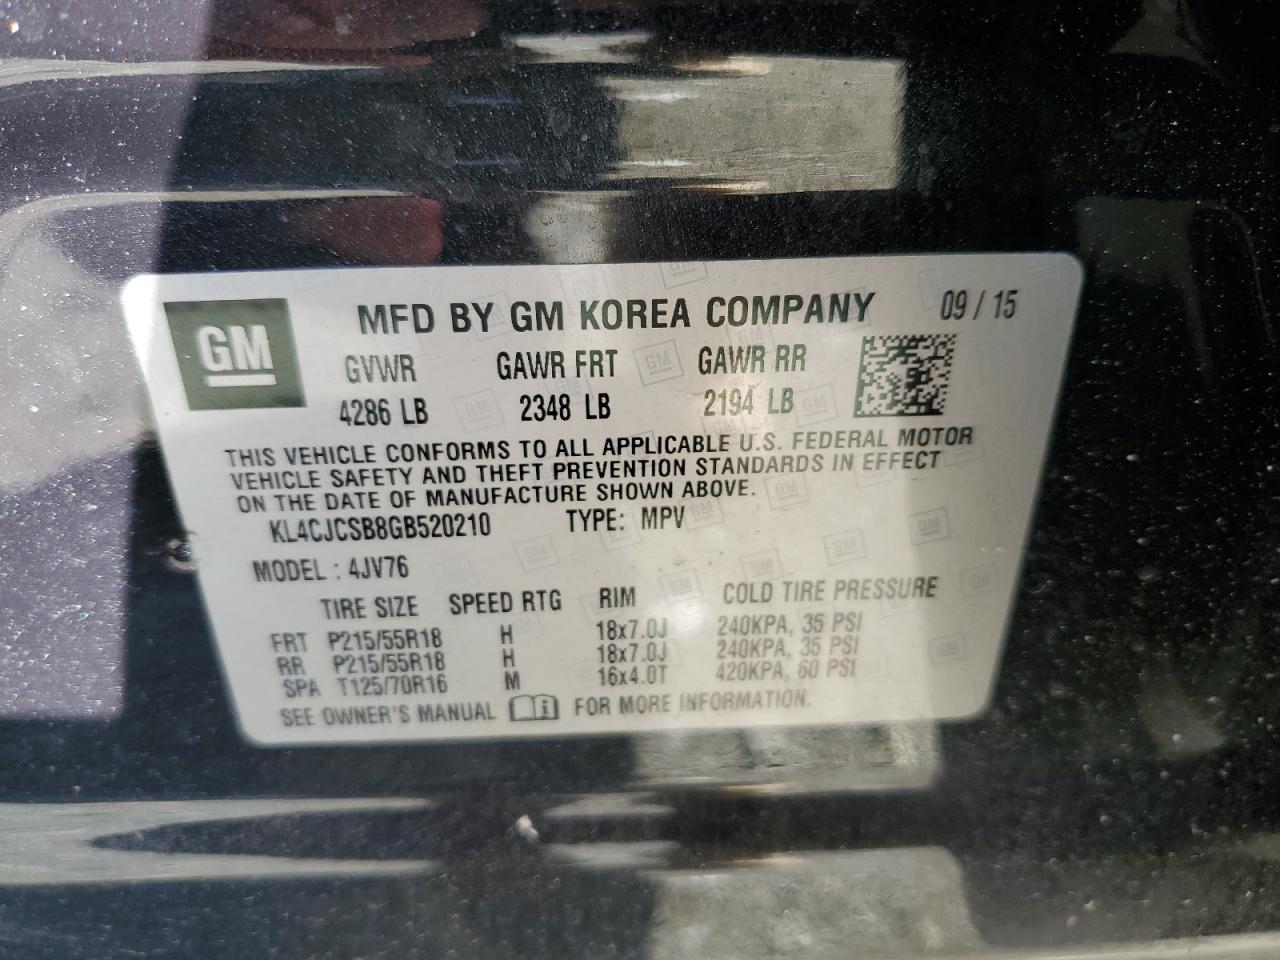 GM
MFD BY GM KOREA COMPANY 09 / 15
GVWR GAWR FRT GAWR RR
4286 LB 2348 LB 2194 LB
THIS VEHICLE CONFORMS TO ALL APPLICABLE U.S. FEDERAL MOTOR
VEHICLE SAFETY AND THEFT PREVENTION STANDARDS IN EFFECT
ON THE DATE OF MANUFACTURE SHOWN ABOVE.
KL4CJCSB8GB520210 TYPE: MPV
MODEL : 4JV76
TIRE SIZE SPEED RTG RIM COLD TIRE PRESSURE
FRT P215/55R18 H 18x7.0J 240KPA, 35 PSI
RR P215/55R18 H 18x7.0J 240KPA, 35 PSI
SPA T125/70R16 M 16x4.0T 420KPA, 60 PSI
SEE OWNER'S MANUAL FOR MORE INFORMATION.